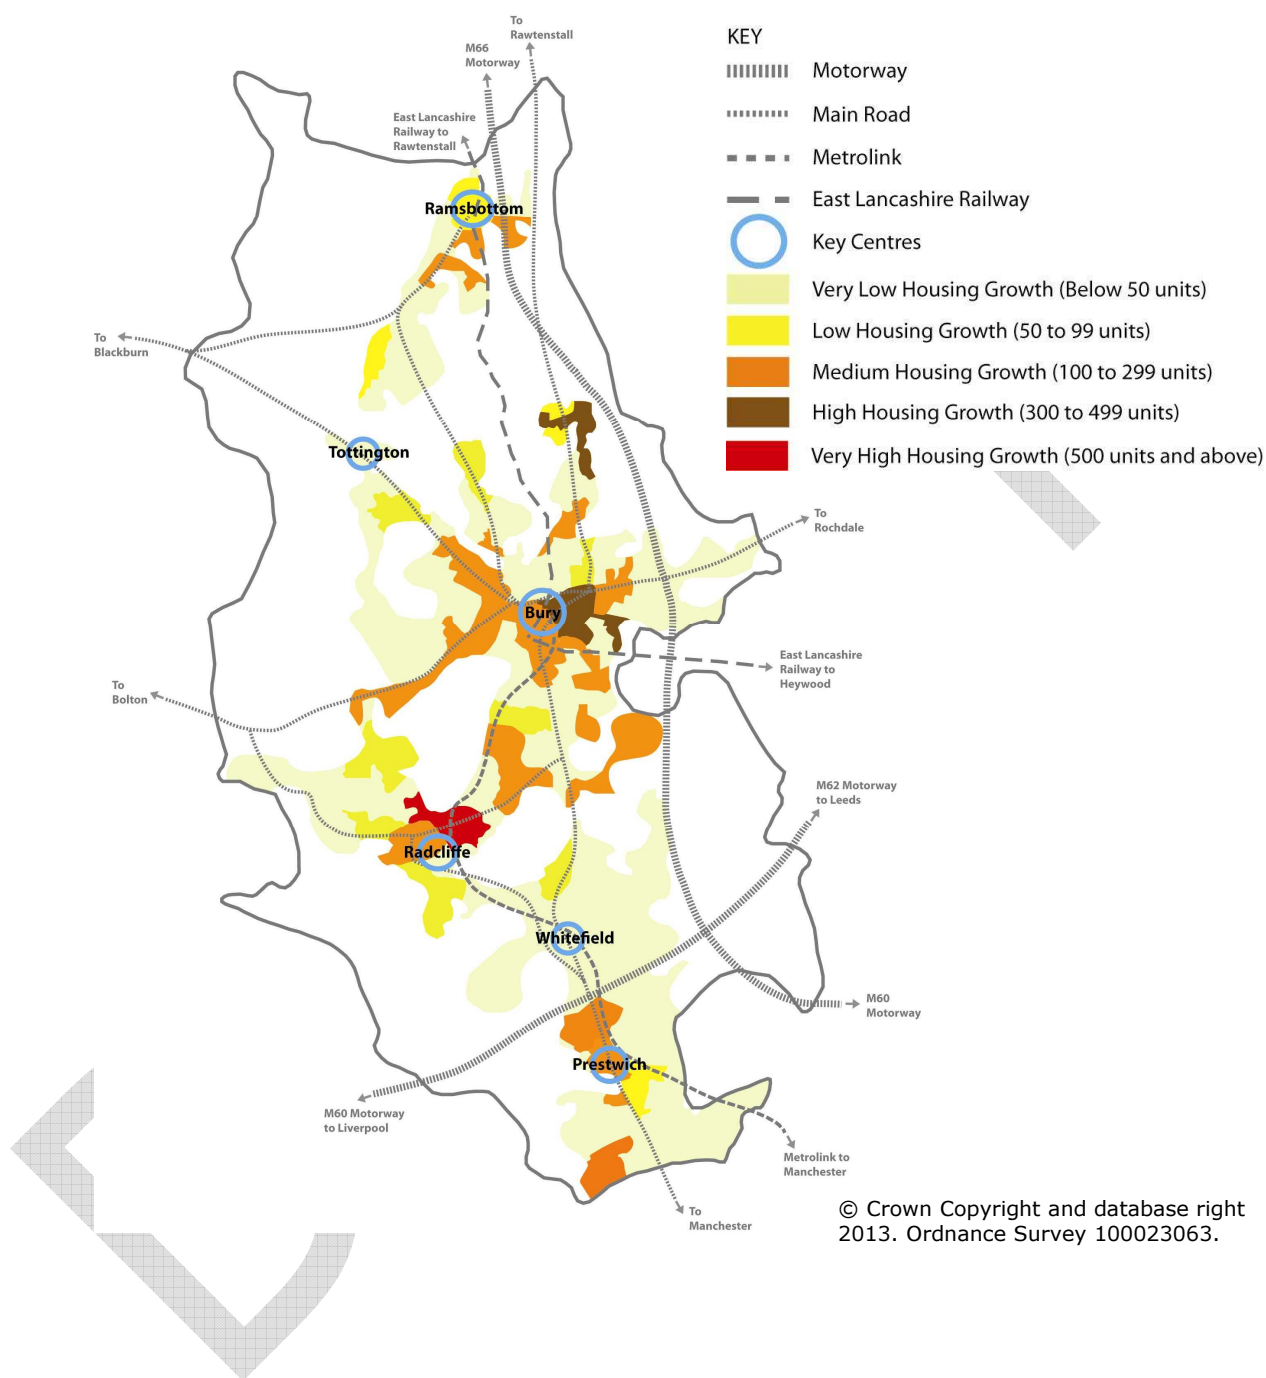 To
Rawtenstall
M66
Motorway
East Lancashire
Railway to
Rawtenstall
Ramsbottom
To
Blackburn
Tottington
To
Rochdale
Bury
East Lancashire
Railway to
Heywood
To
Bolton
M62 Motorway
to Leeds
Radcliffe
Whitefield
M60
Motorway
Prestwich
M60 Motorway
to Liverpool
Metrolink to
Manchester
To
Manchester
KEY
Motorway
Main Road
Metrolink
East Lancashire Railway
Key Centres
Very Low Housing Growth (Below 50 units)
Low Housing Growth (50 to 99 units)
Medium Housing Growth (100 to 299 units)
High Housing Growth (300 to 499 units)
Very High Housing Growth (500 units and above)
© Crown Copyright and database right
2013. Ordnance Survey 100023063.